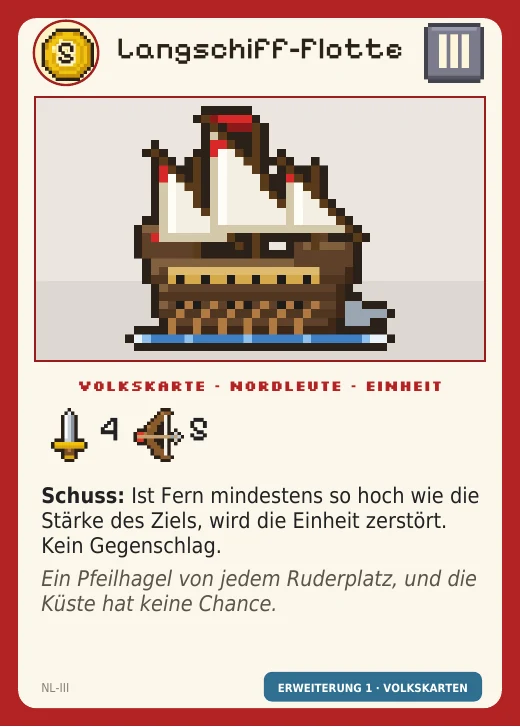 8 Langschiff-Flotte III
VOLKSKARTE · NORDLEUTE · EINHEIT
4 8
Schuss: Ist Fern mindestens so hoch wie die
Stärke des Ziels, wird die Einheit zerstört.
Kein Gegenschlag.
Ein Pfeilhagel von jedem Ruderplatz, und die
Küste hat keine Chance.
NL-III ERWEITERUNG 1 · VOLKSKARTEN